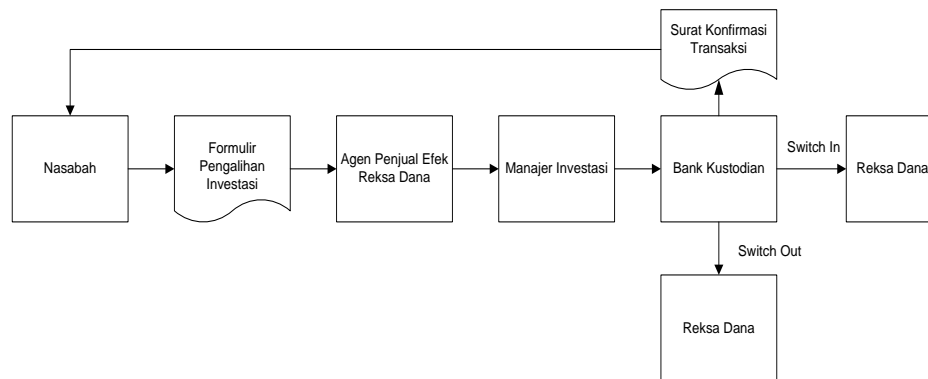 Surat Konfirmasi
Transaksi
Nasabah
Formulir
Pengalihan
Investasi
Agen Penjual Efek
Reksa Dana
Manajer Investasi
Bank Kustodian
Switch In
Reksa Dana
Switch Out
Reksa Dana